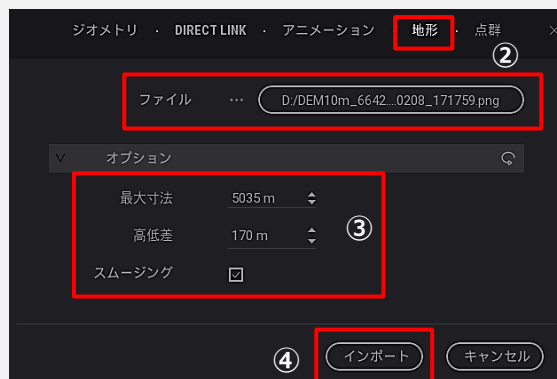 ジオメトリ · DIRECT LINK · アニメーション · 地形 · 点群 ×
②
ファイル ··· D:/DEM10m_6642....0208_171759.png
オプション
最大寸法 5035 m
高低差 170 m ③
スムージング
④ インポート キャンセル